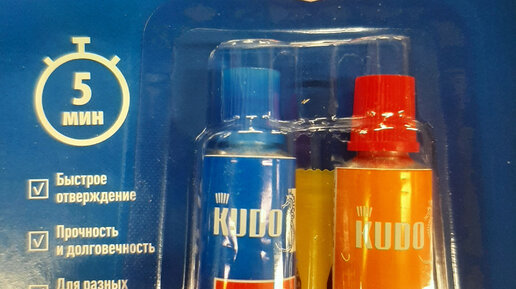 5
мин
Быстрое
отверждение
Прочность
и долговечность
Для разных
KUDO
KUDO